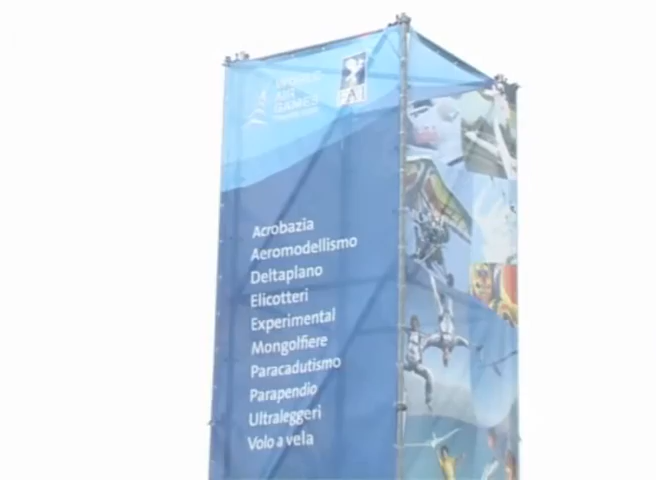 WORLD
AIR
GAMES
FAI
Acrobazia
Aeromodellismo
Deltaplano
Elicotteri
Experimental
Mongolfiere
Paracadutismo
Parapendio
Ultraleggeri
Volo a vela